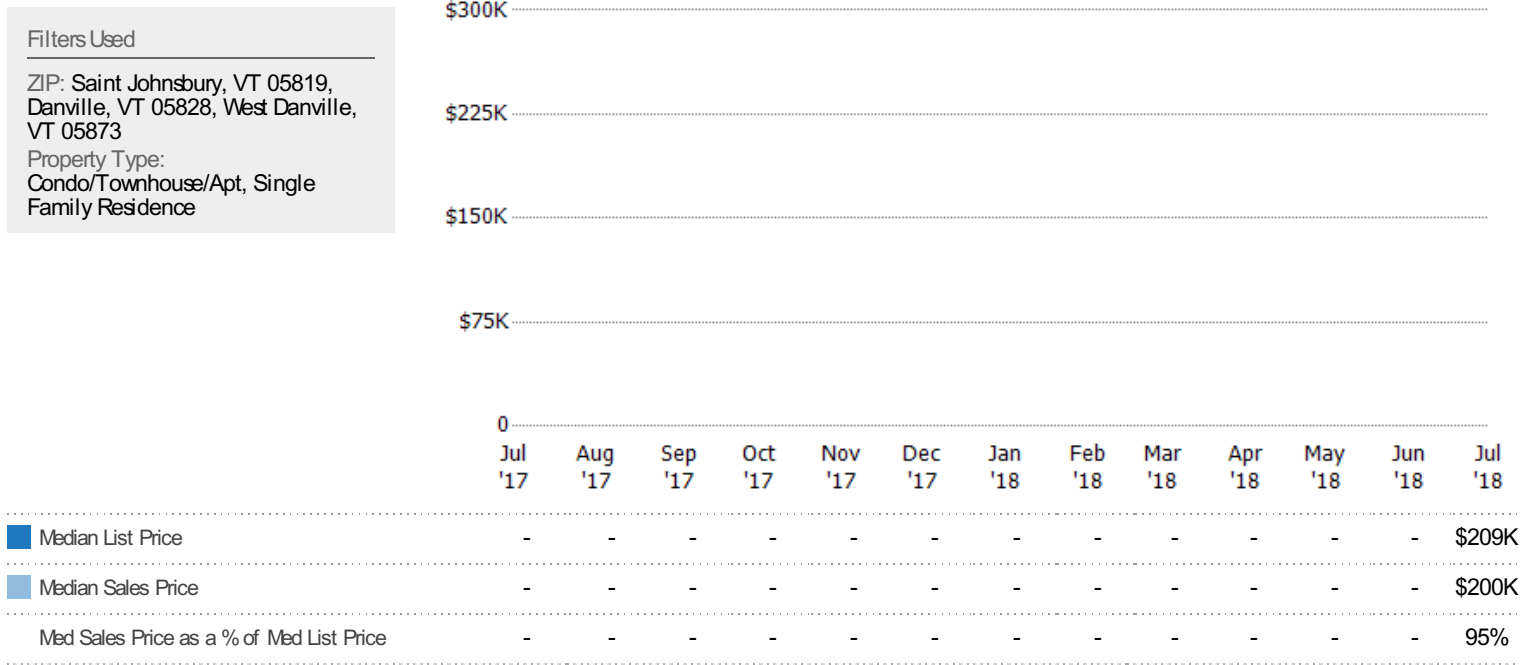 Filters Used
ZIP: Saint Johnsbury, VT 05819,
Danville, VT 05828, West Danville,
VT 05873
Property Type:
Condo/Townhouse/Apt, Single
Family Residence
$300K
$225K
$150K
$75K
0
Jul Aug Sep Oct Nov Dec Jan Feb Mar Apr May Jun Jul
'17 '17 '17 '17 '17 '17 '18 '18 '18 '18 '18 '18 '18
Median List Price - - - - - - - - - - - - $209K
Median Sales Price - - - - - - - - - - - - $200K
Med Sales Price as a % of Med List Price - - - - - - - - - - - - 95%